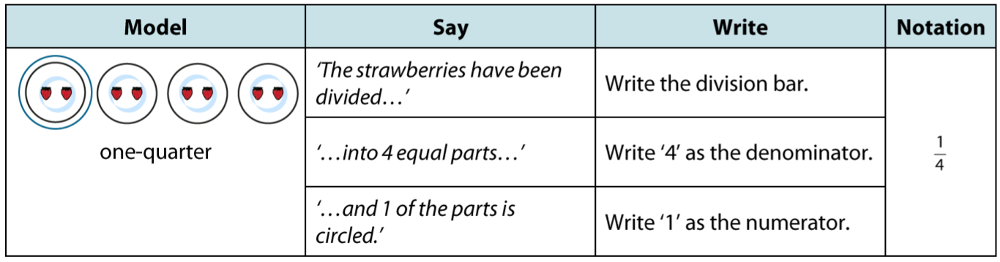 Model
Say
Write
Notation
one-quarter
‘The strawberries have been
divided…’
Write the division bar.
‘…into 4 equal parts…’
Write ‘4’ as the denominator.
‘…and 1 of the parts is
circled.’
Write ‘1’ as the numerator.
1
4